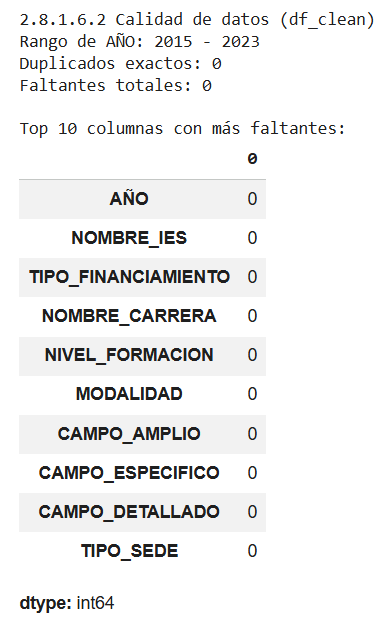 2.8.1.6.2 Calidad de datos (df_clean)
Rango de AÑO: 2015 - 2023
Duplicados exactos: 0
Faltantes totales: 0
Top 10 columnas con más faltantes:
0
AÑO 0
NOMBRE_IES 0
TIPO_FINANCIAMIENTO 0
NOMBRE_CARRERA 0
NIVEL_FORMACION 0
MODALIDAD 0
CAMPO_AMPLIO 0
CAMPO_ESPECIFICO 0
CAMPO_DETALLADO 0
TIPO_SEDE 0
dtype: int64